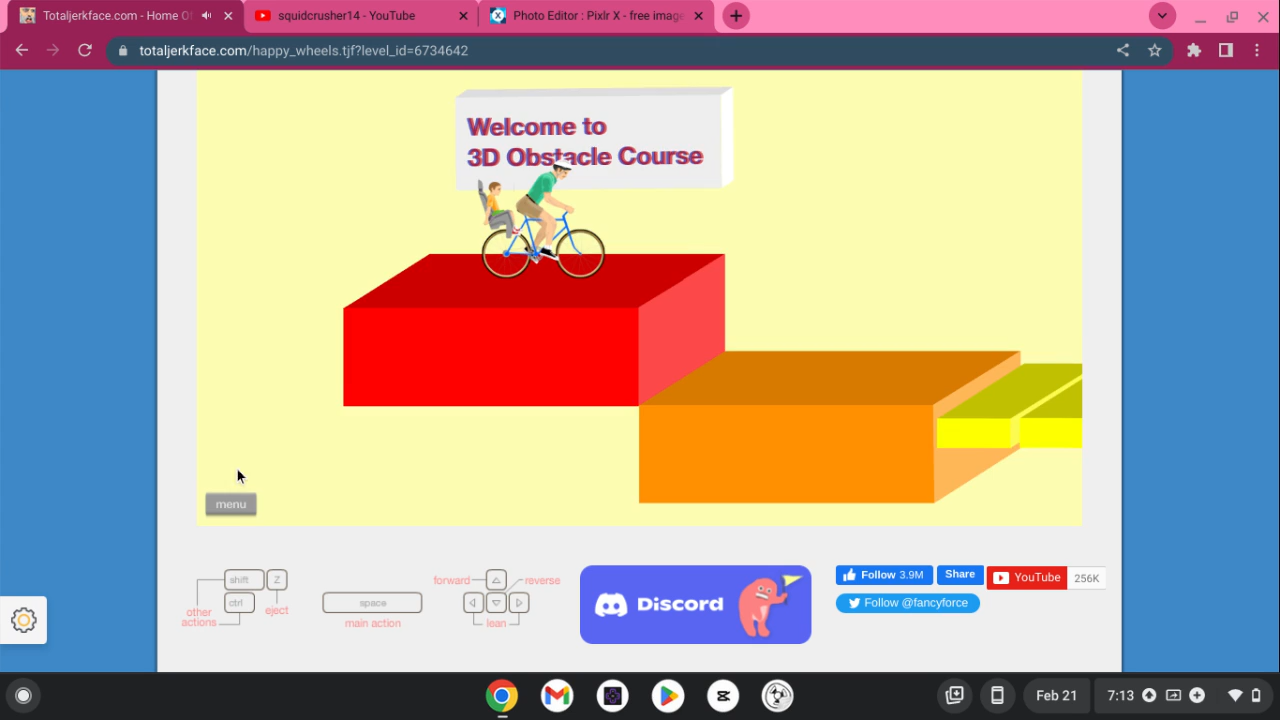 Totaljerkface.com - Home Of
squidcrusher14 - YouTube
Photo Editor : Pixlr X - free imag
totaljerkface.com/happy_wheels.tjf?level_id=6734642
Welcome to
3D Obstacle Course
menu
shift
Z
ctrl
other
actions
eject
space
main action
forward
reverse
lean
Discord
Follow 3.9M
Share
YouTube
256K
Follow @fancyforce
Feb 21
7:13